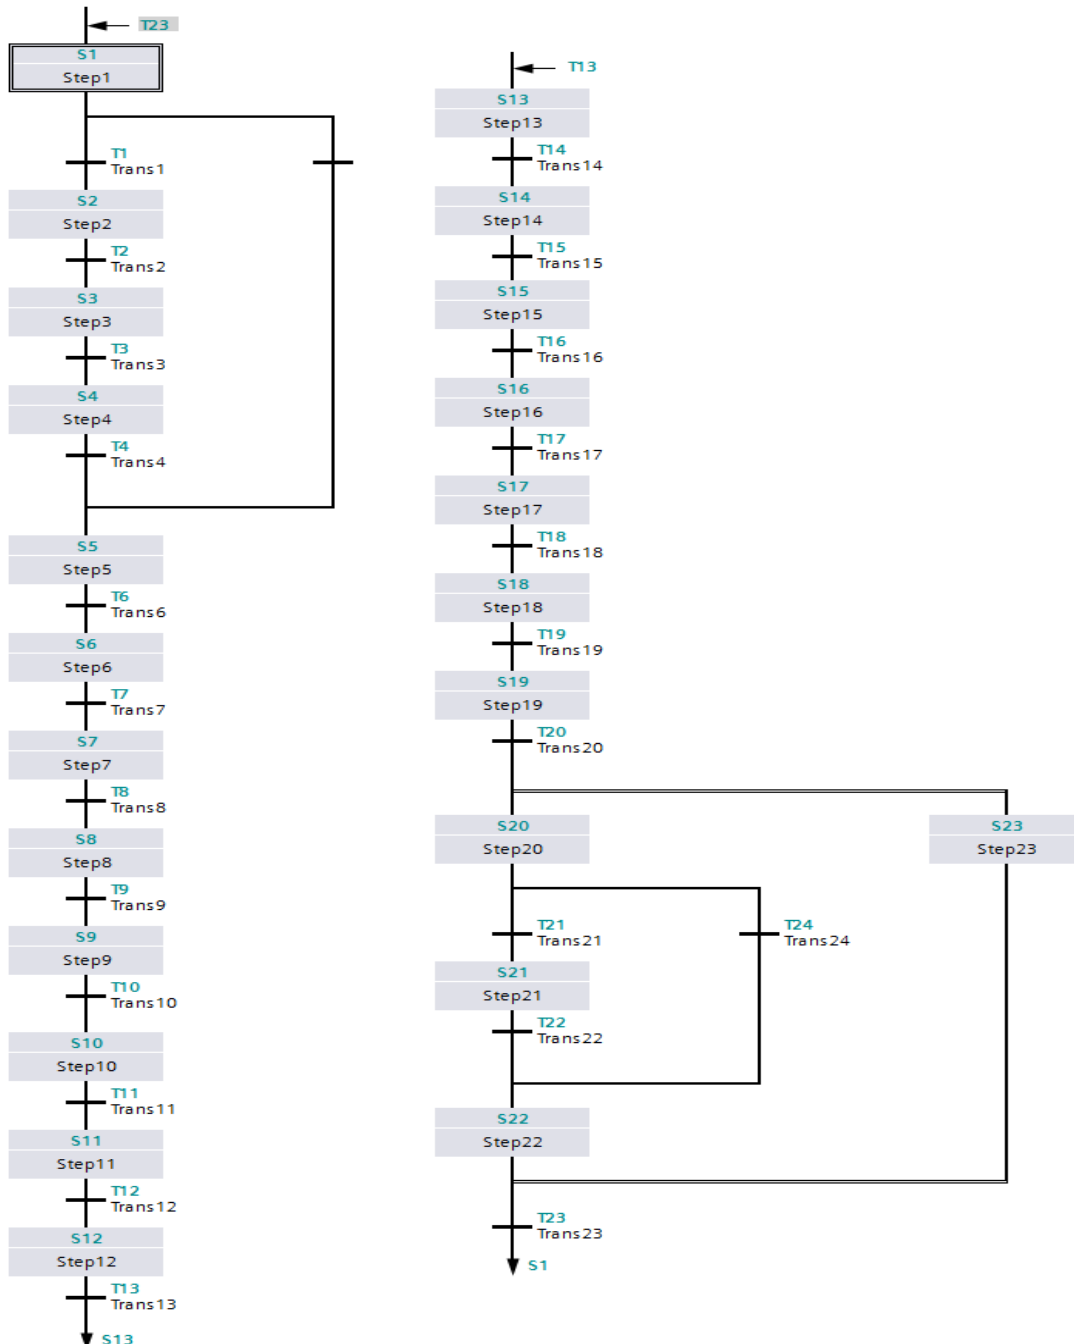 T23
S1
Step1
T1
Trans1
S2
Step2
T2
Trans2
S3
Step3
T3
Trans3
S4
Step4
T4
Trans4
S5
Step5
T6
Trans6
S6
Step6
T7
Trans7
S7
Step7
T8
Trans8
S8
Step8
T9
Trans9
S9
Step9
T10
Trans10
S10
Step10
T11
Trans11
S11
Step11
T12
Trans12
S12
Step12
T13
Trans13
S13
T13
S13
Step13
T14
Trans14
S14
Step14
T15
Trans15
S15
Step15
T16
Trans16
S16
Step16
T17
Trans17
S17
Step17
T18
Trans18
S18
Step18
T19
Trans19
S19
Step19
T20
Trans20
S20
Step20
S23
Step23
T21
Trans21
T24
Trans24
S21
Step21
T22
Trans22
S22
Step22
T23
Trans23
S1